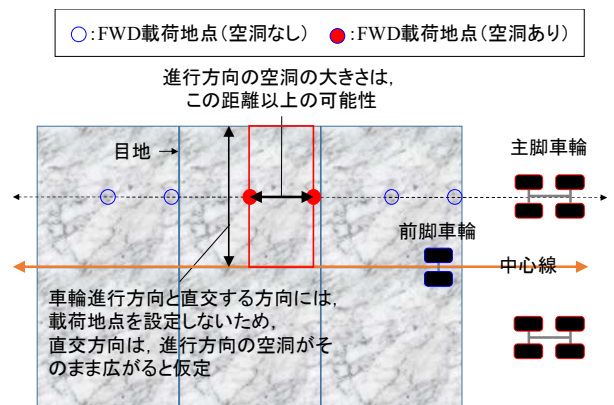 ○:FWD載荷地点(空洞なし) ●:FWD載荷地点(空洞あり)
進行方向の空洞の大きさは,
この距離以上の可能性
目地→
主脚車輪
前脚車輪
中心線
車輪進行方向と直交する方向には,
載荷地点を設定しないため,
直交方向は,進行方向の空洞がそ
のまま広がると仮定